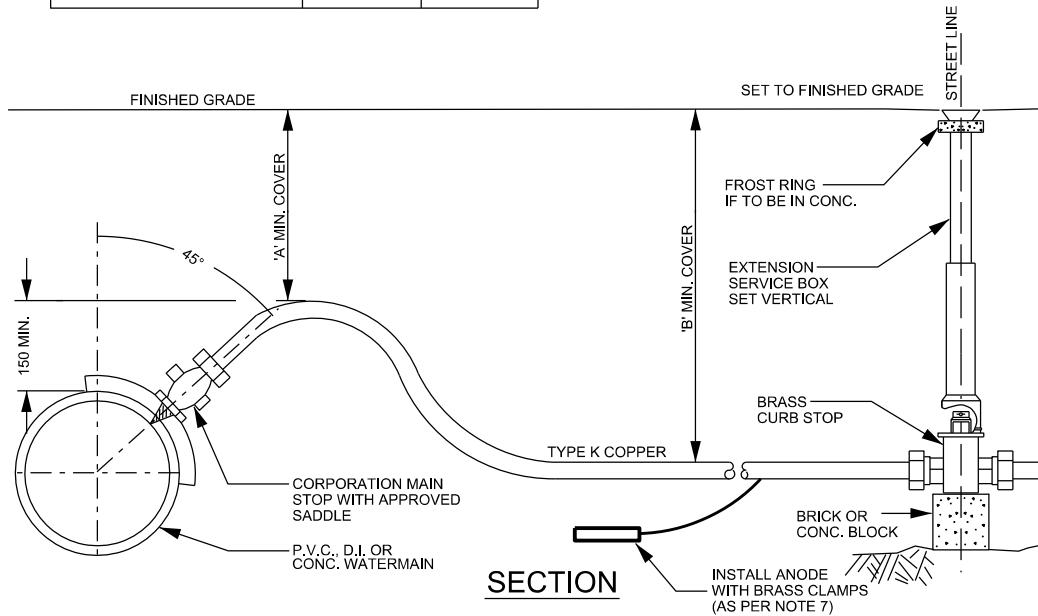 STREET LINE
FINISHED GRADE
SET TO FINISHED GRADE
'A' MIN. COVER
'B' MIN. COVER
FROST RING
IF TO BE IN CONC.
45°
EXTENSION
SERVICE BOX
SET VERTICAL
150 MIN.
BRASS
CURB STOP
TYPE K COPPER
CORPORATION MAIN
STOP WITH APPROVED
SADDLE
BRICK OR
CONC. BLOCK
P.V.C., D.I. OR
CONC. WATERMAIN
SECTION
INSTALL ANODE
WITH BRASS CLAMPS
(AS PER NOTE 7)